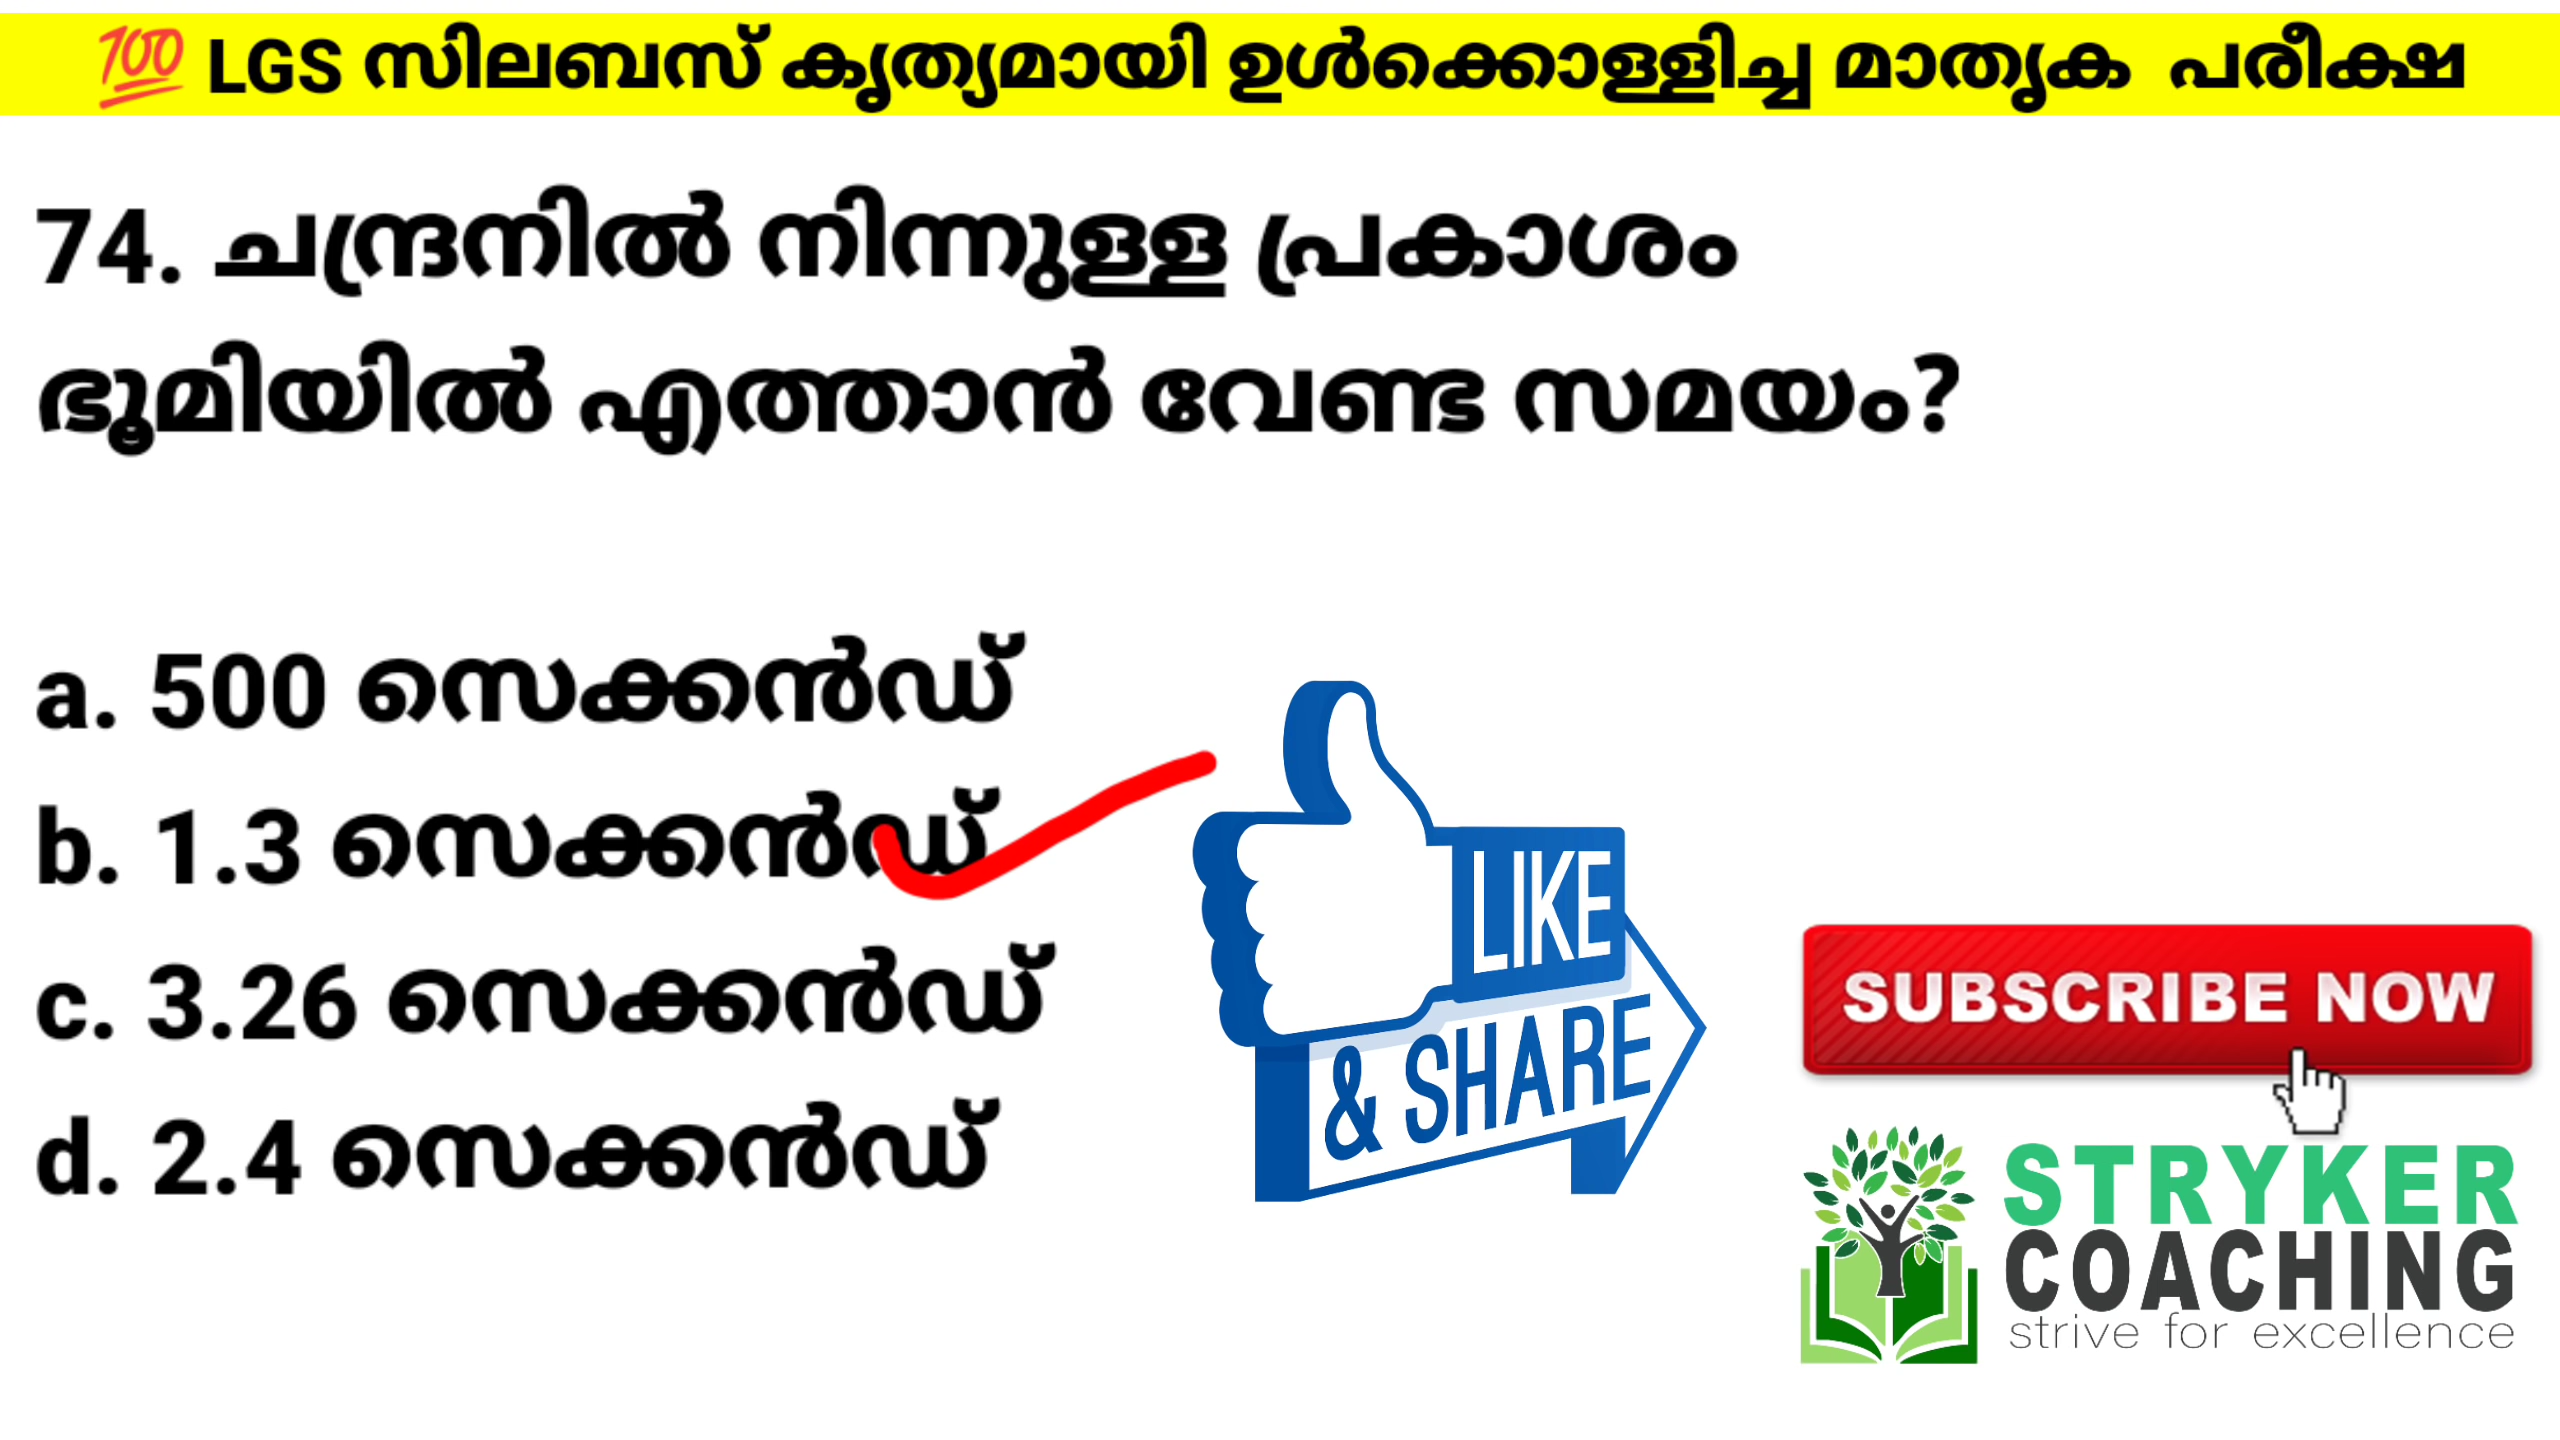 💯 LGS സിലബസ് കൃത്യമായി ഉൾക്കൊള്ളിച്ച മാതൃക പരീക്ഷ
74. ചന്ദ്രനിൽ നിന്നുള്ള പ്രകാശം
ഭൂമിയിൽ എത്താൻ വേണ്ട സമയം?
a. 500 സെക്കൻഡ്
b. 1.3 സെക്കൻഡ്
c. 3.26 സെക്കൻഡ്
d. 2.4 സെക്കൻഡ്
LIKE
& SHARE
SUBSCRIBE NOW
STRYKER
COACHING
strive for excellence